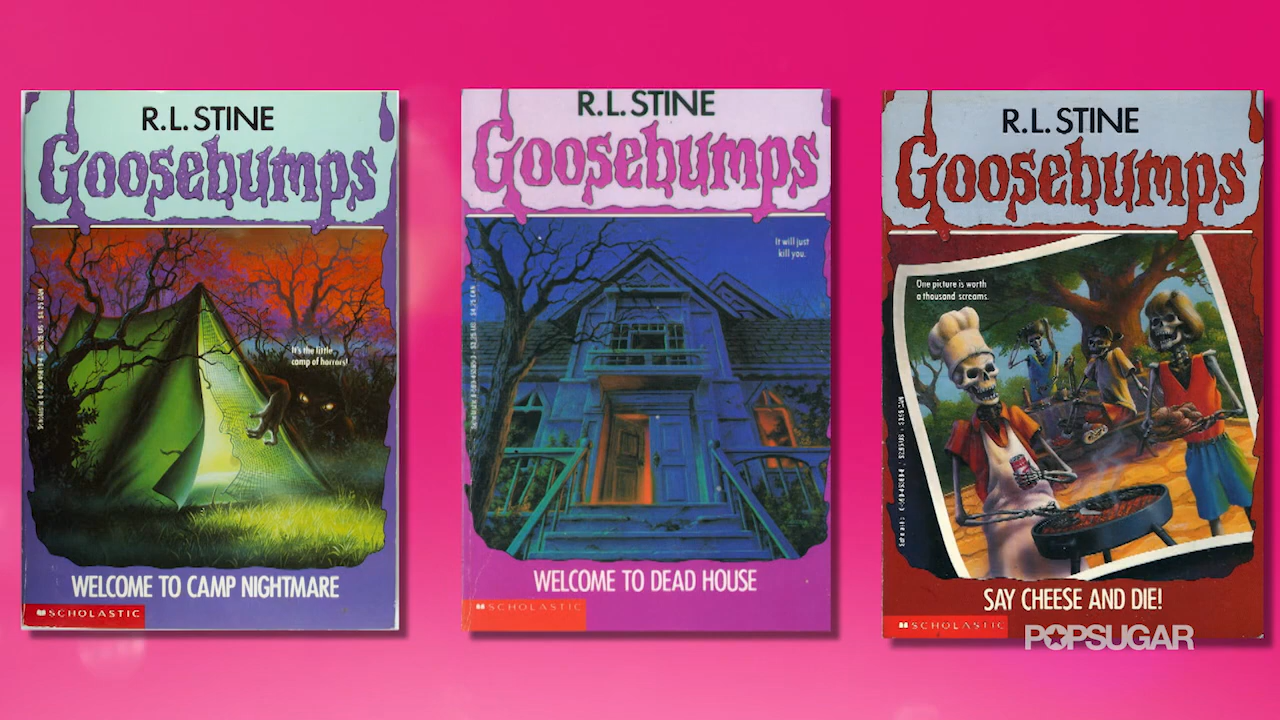 R.L. STINE
Goosebumps
It's the little
camp of horrors!
WELCOME TO CAMP NIGHTMARE
SCHOLASTIC
R.L. STINE
Goosebumps
It will just
kill you.
WELCOME TO DEAD HOUSE
SCHOLASTIC
R.L. STINE
Goosebumps
One picture is worth
a thousand screams.
SAY CHEESE AND DIE!
SCHOLASTIC
POPSUGAR